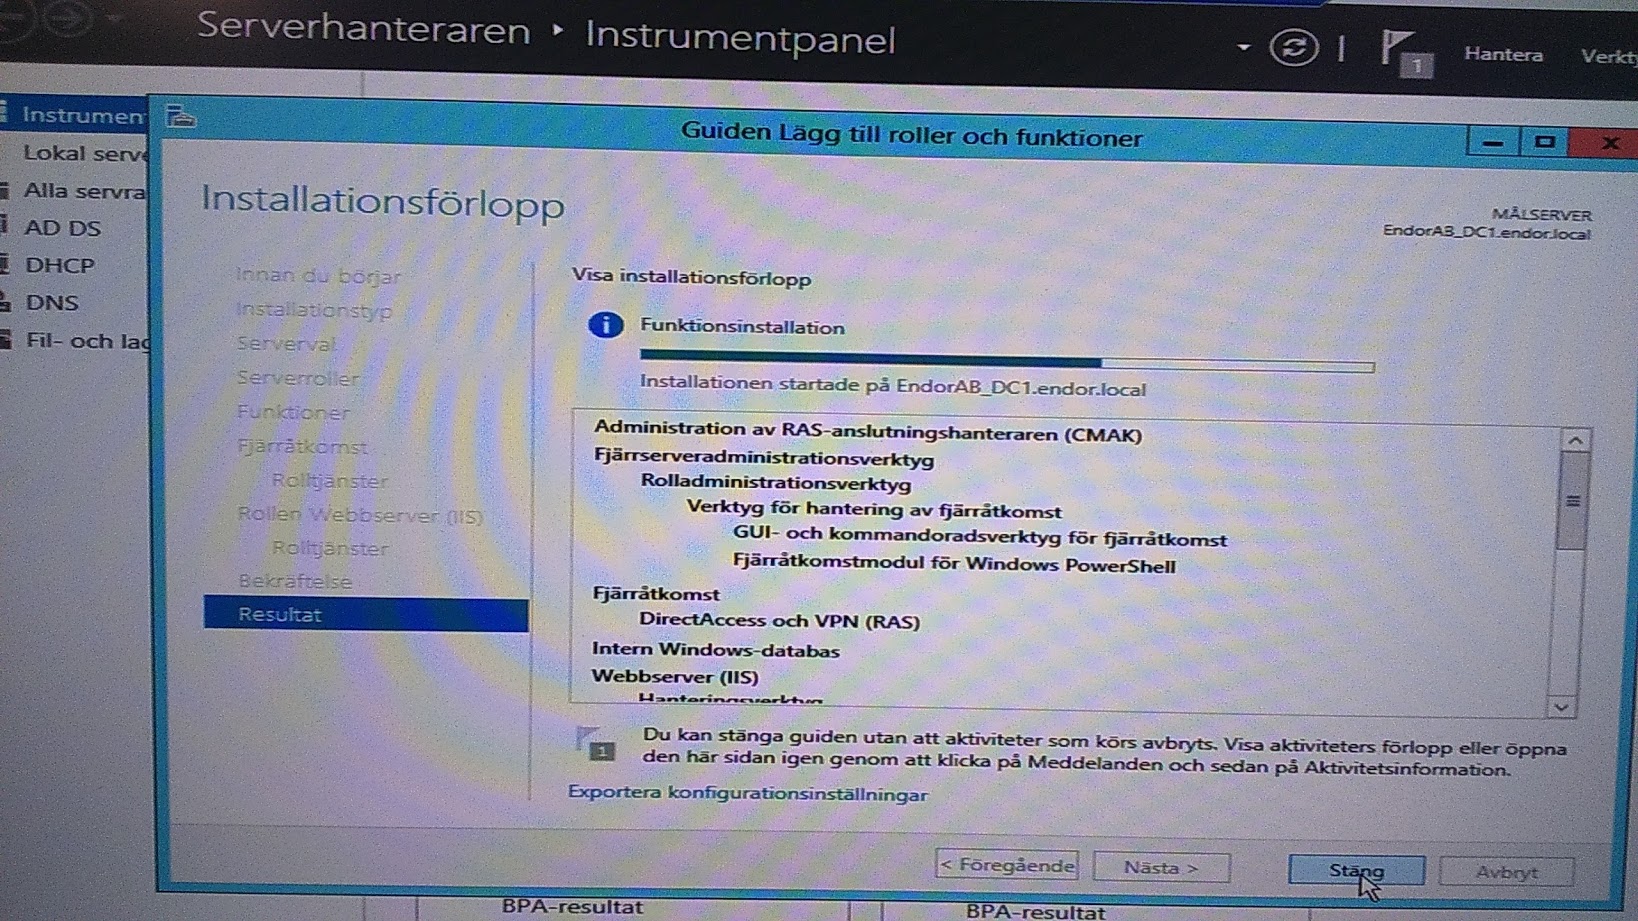 Serverhanteraren ‣ Instrumentpanel
1
Hantera
Verkty
Instrumen
Lokal serve
Alla servra
AD DS
DHCP
DNS
Fil- och lag
Guiden Lägg till roller och funktioner
Installationsförlopp
MÅLSERVER
EndorAB_DC1.endor.local
Innan du börjar
Installationstyp
Serverval
Serverroller
Funktioner
Fjärråtkomst
Rolltjänster
Rollen Webbserver (IIS)
Rolltjänster
Bekräftelse
Resultat
Visa installationsförlopp
Funktionsinstallation
Installationen startade på EndorAB_DC1.endor.local
Administration av RAS-anslutningshanteraren (CMAK)
Fjärrserveradministrationsverktyg
Rolladministrationsverktyg
Verktyg för hantering av fjärråtkomst
GUI- och kommandoradsverktyg för fjärråtkomst
Fjärråtkomstmodul för Windows PowerShell
Fjärråtkomst
DirectAccess och VPN (RAS)
Intern Windows-databas
Webbserver (IIS)
Hanteringsverktyg
1
Du kan stänga guiden utan att aktiviteter som körs avbryts. Visa aktiviteters förlopp eller öppna
den här sidan igen genom att klicka på Meddelanden och sedan på Aktivitetsinformation.
Exportera konfigurationsinställningar
< Föregående
Nästa >
Stäng
Avbryt
BPA-resultat
BPA-resultat